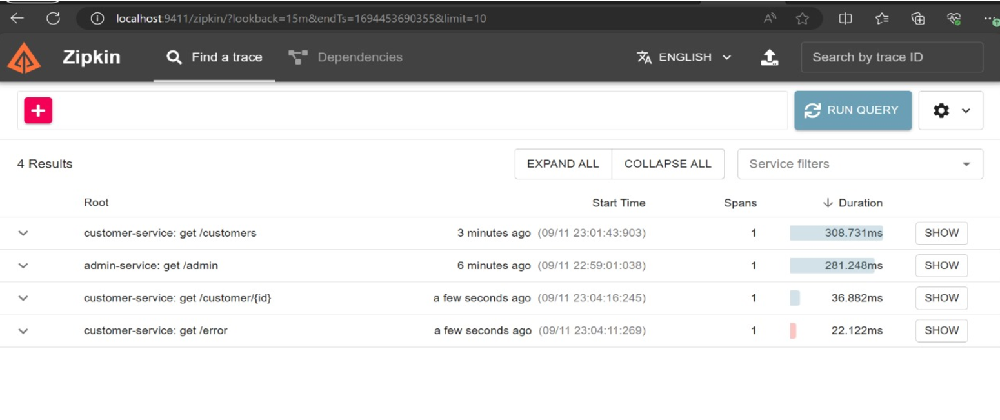 localhost:9411/zipkin/?lookback=15m&endTs=1694453690355&limit=10
Zipkin Find a trace Dependencies ENGLISH Search by trace ID
RUN QUERY
4 Results EXPAND ALL COLLAPSE ALL Service filters
Root Start Time Spans Duration
customer-service: get /customers 3 minutes ago (09/11 23:01:43:903) 1 308.731ms SHOW
admin-service: get /admin 6 minutes ago (09/11 22:59:01:038) 1 281.248ms SHOW
customer-service: get /customer/{id} a few seconds ago (09/11 23:04:16:245) 1 36.882ms SHOW
customer-service: get /error a few seconds ago (09/11 23:04:11:269) 1 22.122ms SHOW